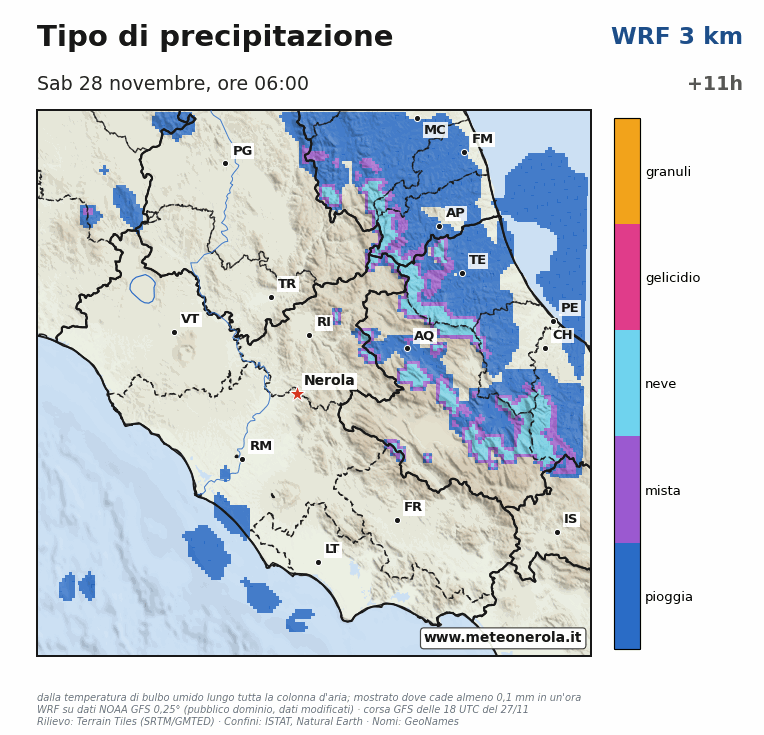 Tipo di precipitazione
WRF 3 km
Sab 28 novembre, ore 06:00
+11h
MC
FM
PG
AP
TE
TR
PE
VT
RI
AQ
CH
Nerola
RM
FR
IS
LT
www.meteonerola.it
granuli
gelicidio
neve
mista
pioggia
dalla temperatura di bulbo umido lungo tutta la colonna d'aria; mostrato dove cade almeno 0,1 mm in un'ora
WRF su dati NOAA GFS 0,25° (pubblico dominio, dati modificati) · corsa GFS delle 18 UTC del 27/11
Rilievo: Terrain Tiles (SRTM/GMTED) · Confini: ISTAT, Natural Earth · Nomi: GeoNames